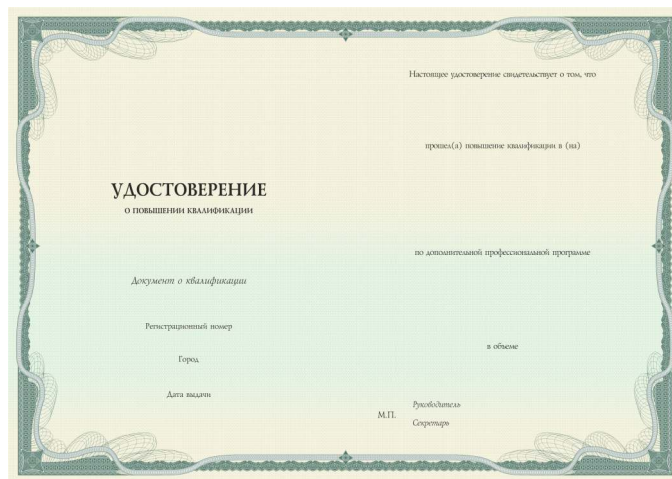 УДОСТОВЕРЕНИЕ
О ПОВЫШЕНИИ КВАЛИФИКАЦИИ
Документ о квалификации
Регистрационный номер
Город
Дата выдачи
Настоящее удостоверение свидетельствует о том, что
прошел(а) повышение квалификации в (на)
по дополнительной профессиональной программе
в объеме
М.П.
Руководитель
Секретарь